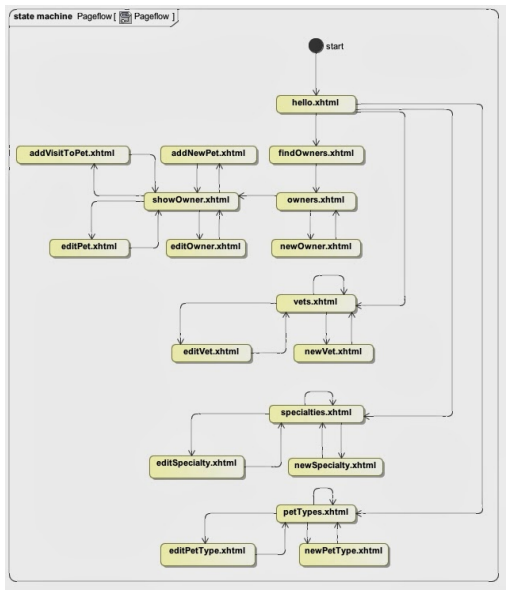 state machine Pageflow [ Pageflow ]
start
hello.xhtml
addVisitToPet.xhtml
addNewPet.xhtml
findOwners.xhtml
showOwner.xhtml
owners.xhtml
editPet.xhtml
editOwner.xhtml
newOwner.xhtml
vets.xhtml
editVet.xhtml
newVet.xhtml
specialties.xhtml
editSpecialty.xhtml
newSpecialty.xhtml
petTypes.xhtml
editPetType.xhtml
newPetType.xhtml